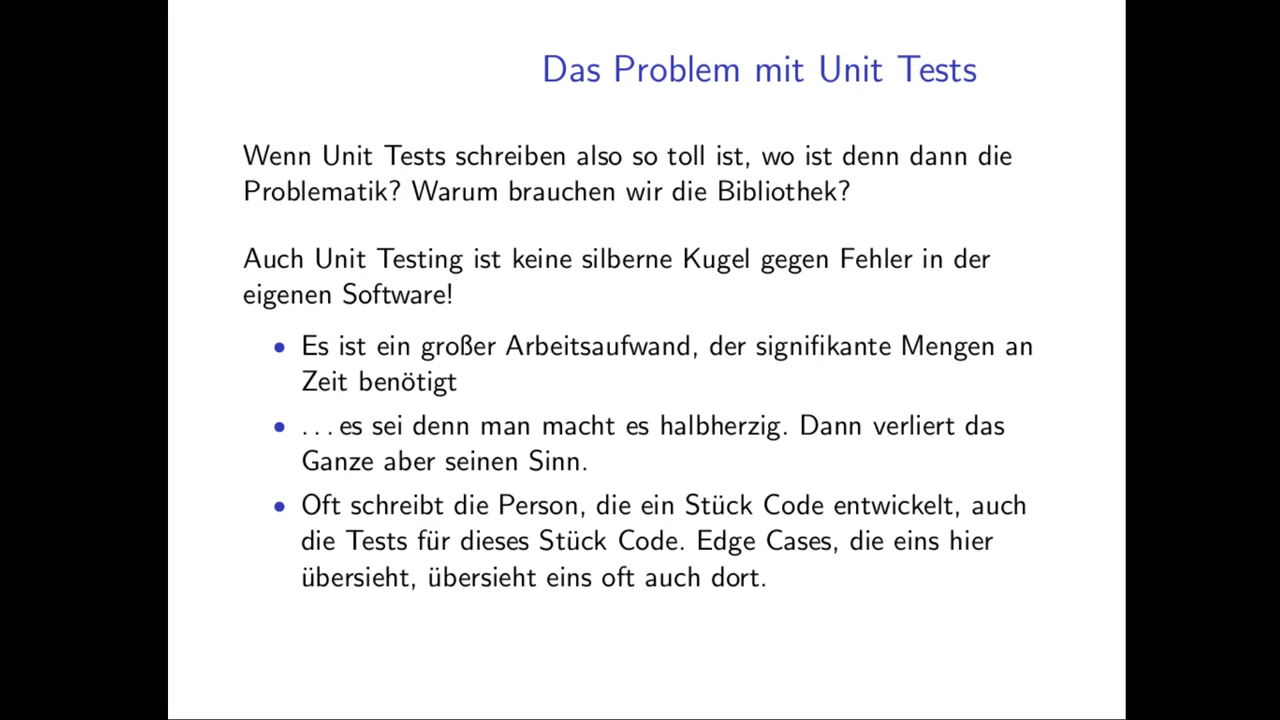 Das Problem mit Unit Tests
Wenn Unit Tests schreiben also so toll ist, wo ist denn dann die
Problematik? Warum brauchen wir die Bibliothek?
Auch Unit Testing ist keine silberne Kugel gegen Fehler in der
eigenen Software!
• Es ist ein großer Arbeitsaufwand, der signifikante Mengen an
Zeit benötigt
• ...es sei denn man macht es halbherzig. Dann verliert das
Ganze aber seinen Sinn.
• Oft schreibt die Person, die ein Stück Code entwickelt, auch
die Tests für dieses Stück Code. Edge Cases, die eins hier
übersieht, übersieht eins oft auch dort.